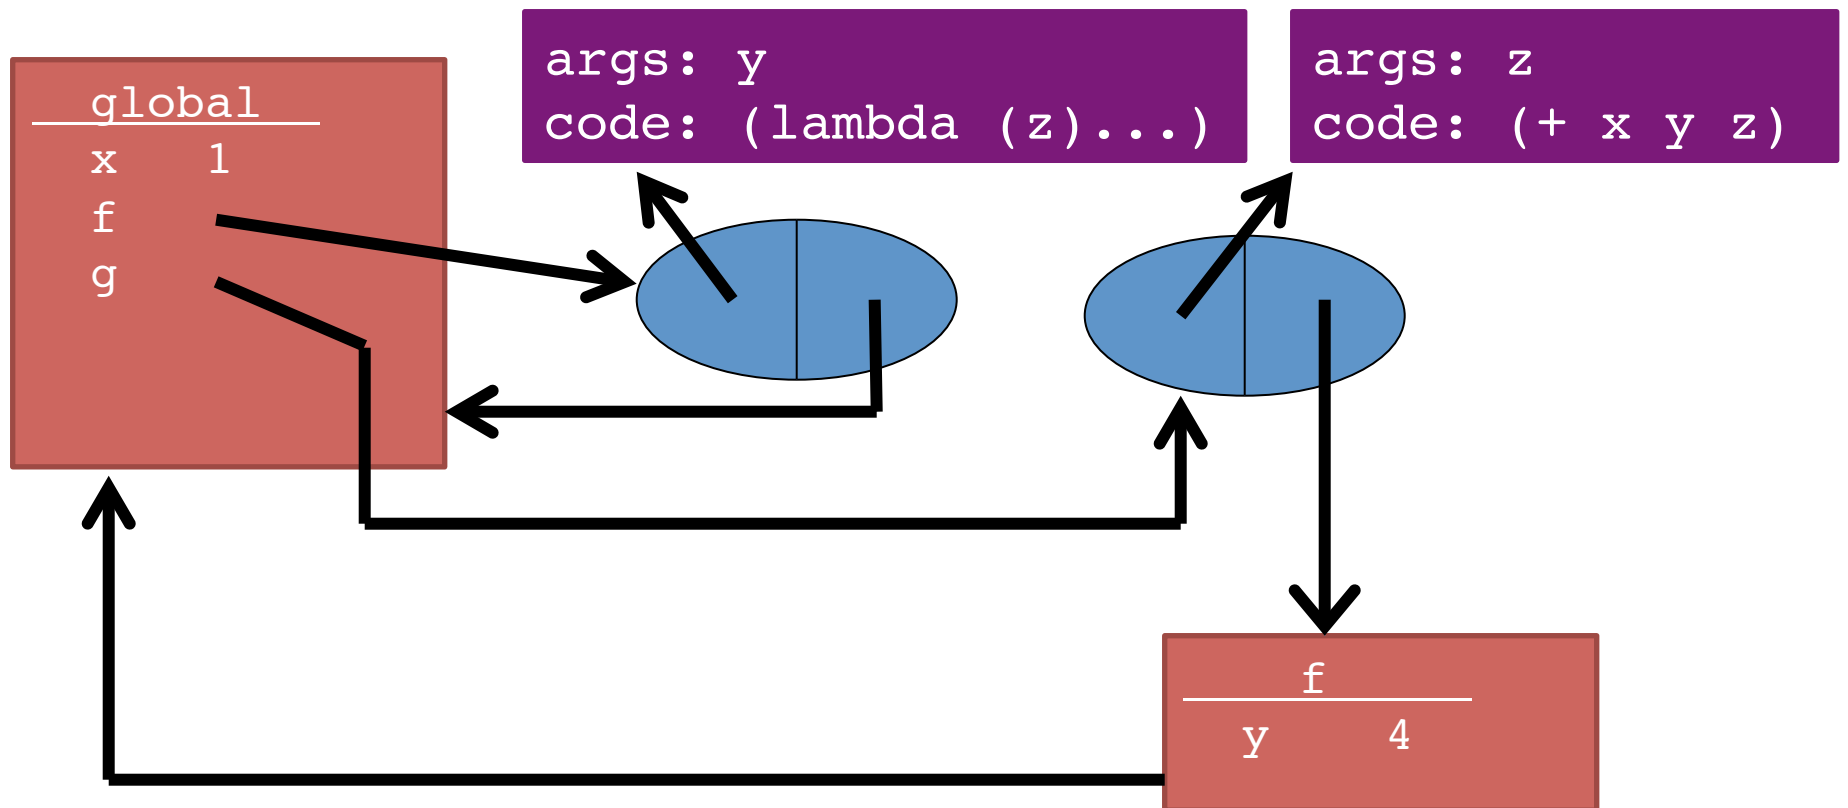 global
x 1
f
g
args: y
code: (lambda (z)...)
args: z
code: (+ x y z)
f
y 4